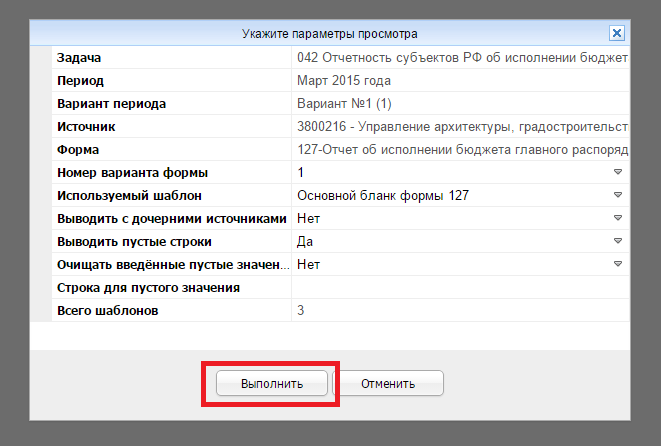 Укажите параметры просмотра
Задача 042 Отчетность субъектов РФ об исполнении бюджет
Период Март 2015 года
Вариант периода Вариант №1 (1)
Источник 3800216 - Управление архитектуры, градостроительст
Форма 127-Отчет об исполнении бюджета главного распоряд
Номер варианта формы 1
Используемый шаблон Основной бланк формы 127
Выводить с дочерними источниками Нет
Выводить пустые строки Да
Очищать введённые пустые значен... Нет
Строка для пустого значения
Всего шаблонов 3
Выполнить Отменить